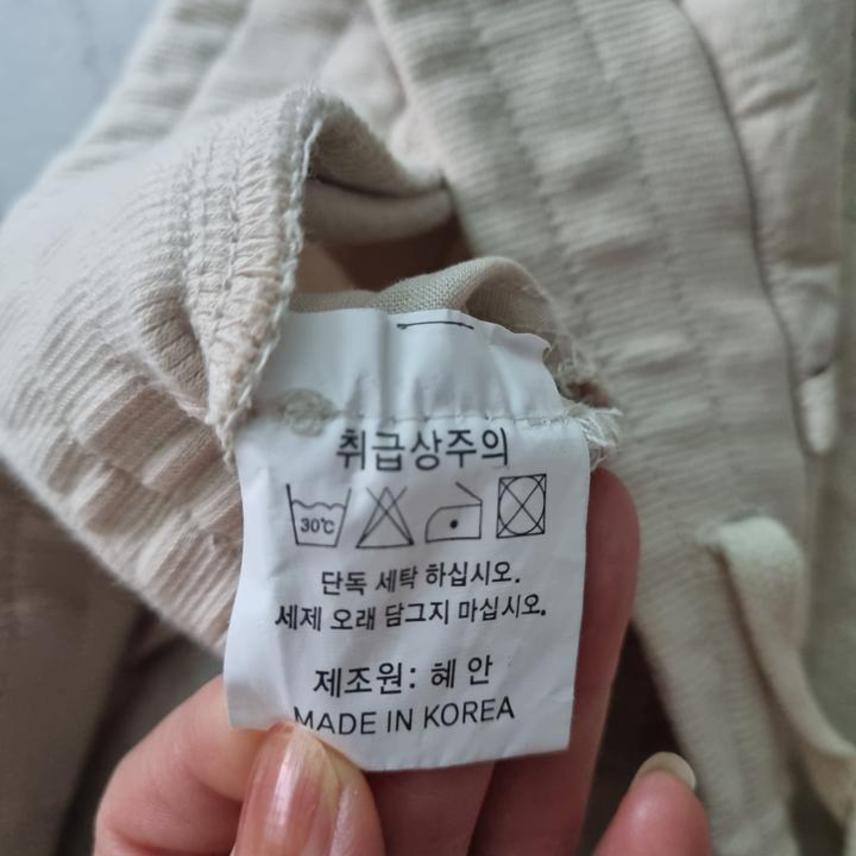 취급상주의
30℃
단독 세탁 하십시오.
세제 오래 담그지 마십시오.
제조원: 혜 안
MADE IN KOREA